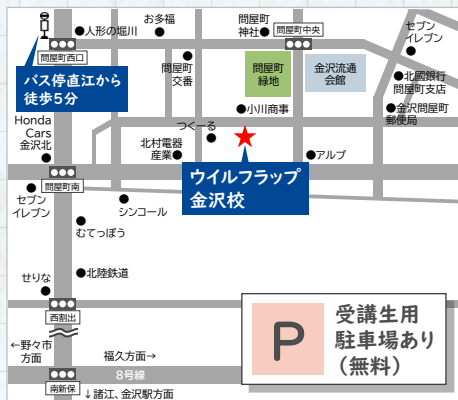 お多福
問屋町
神社
セブン
イレブン
人形の堀川
問屋町中央
問屋町西口
バス停直江から
徒歩5分
問屋町
交番
問屋町
緑地
金沢流通
会館
北國銀行
問屋町支店
小川商事
金沢問屋町
郵便局
Honda
Cars
金沢北
つくーる
北村電器
産業
アルプ
ウイルフラップ
金沢校
問屋町南
セブン
イレブン
シンコール
むてっぽう
北陸鉄道
せりな
西割出
P
受講生用
駐車場あり
（無料）
←野々市
方面
福久方面→
8号線
南新保
↓諸江、金沢駅方面